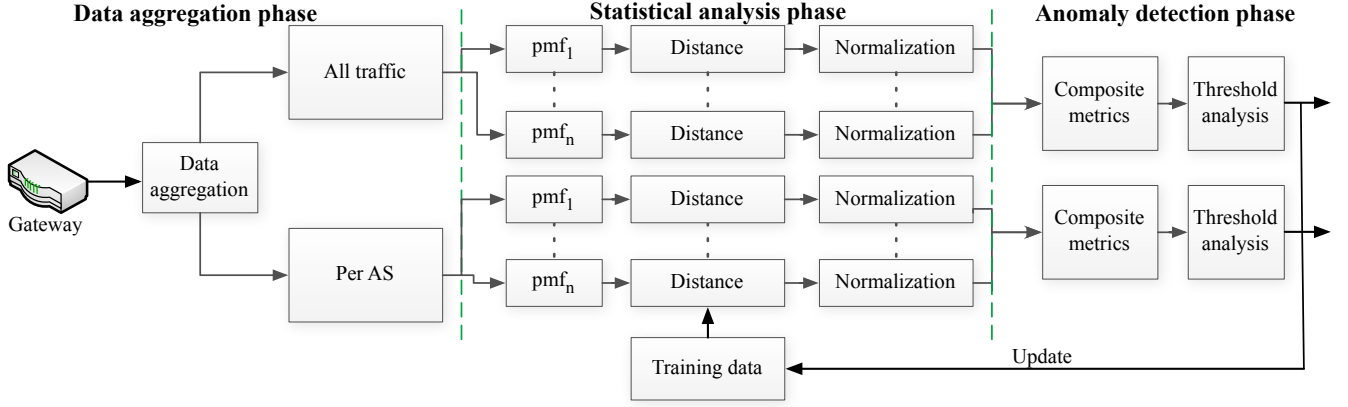 Data aggregation phase
Statistical analysis phase
Anomaly detection phase
All traffic
pmf1
Distance
Normalization
pmfn
Distance
Normalization
Composite
metrics
Threshold
analysis
Data
aggregation
Gateway
Per AS
pmf1
Distance
Normalization
pmfn
Distance
Normalization
Composite
metrics
Threshold
analysis
Training data
Update